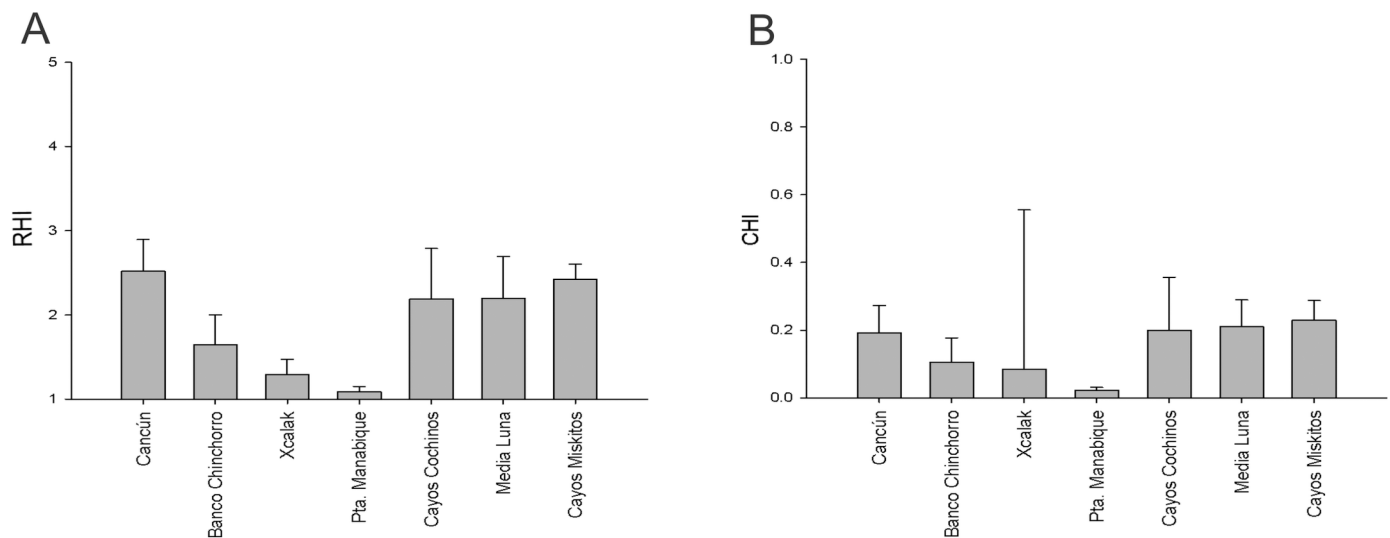 A
RHI
5
4
3
2
1
Cancún
Banco Chinchorro
Xcalak
Pta. Manabique
Cayos Cochinos
Media Luna
Cayos Miskitos
B
CHI
1.0
0.8
0.6
0.4
0.2
0.0
Cancún
Banco Chinchorro
Xcalak
Pta. Manabique
Cayos Cochinos
Media Luna
Cayos Miskitos